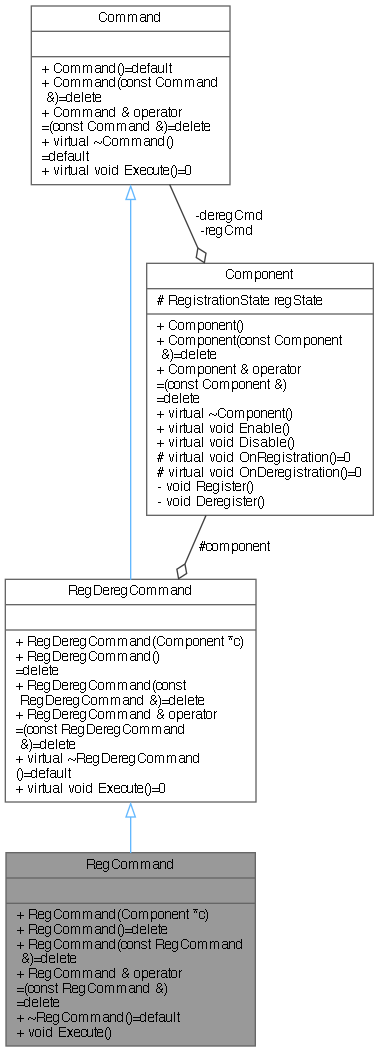 Command
+ Command()=default
+ Command(const Command
&)=delete
+ Command & operator
=(const Command &)=delete
+ virtual ~Command()
=default
+ virtual void Execute()=0
-deregCmd
-regCmd
Component
# RegistrationState regState
+ Component()
+ Component(const Component
&)=delete
+ Component & operator
=(const Component &)
=delete
+ virtual ~Component()
+ virtual void Enable()
+ virtual void Disable()
# virtual void OnRegistration()=0
# virtual void OnDeregistration()=0
- void Register()
- void Deregister()
#component
RegDeregCommand
+ RegDeregCommand(Component *c)
+ RegDeregCommand()
=delete
+ RegDeregCommand(const
RegDeregCommand &)=delete
+ RegDeregCommand & operator
=(const RegDeregCommand
&)=delete
+ virtual ~RegDeregCommand
()=default
+ virtual void Execute()=0
RegCommand
+ RegCommand(Component *c)
+ RegCommand()=delete
+ RegCommand(const RegCommand
&)=delete
+ RegCommand & operator
=(const RegCommand &)
=delete
+ ~RegCommand()=default
+ void Execute()